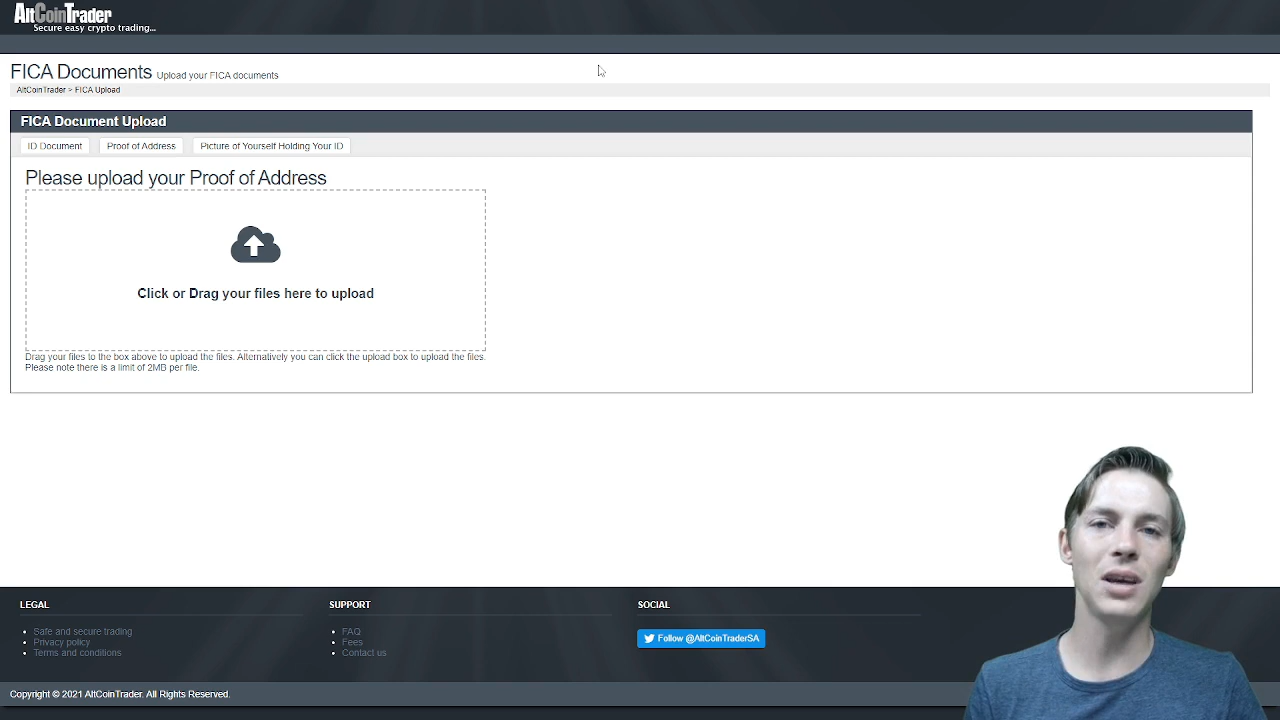 AltCoinTrader
Secure easy crypto trading...
FICA Documents Upload your FICA documents
AltCoinTrader > FICA Upload
FICA Document Upload
ID Document Proof of Address Picture of Yourself Holding Your ID
Please upload your Proof of Address
Click or Drag your files here to upload
Drag your files to the box above to upload the files. Alternatively you can click the upload box to upload the files.
Please note there is a limit of 2MB per file.
LEGAL
Safe and secure trading
Privacy policy
Terms and conditions
SUPPORT
FAQ
Fees
Contact us
SOCIAL
Follow @AltCoinTraderSA
Copyright © 2021 AltCoinTrader. All Rights Reserved.